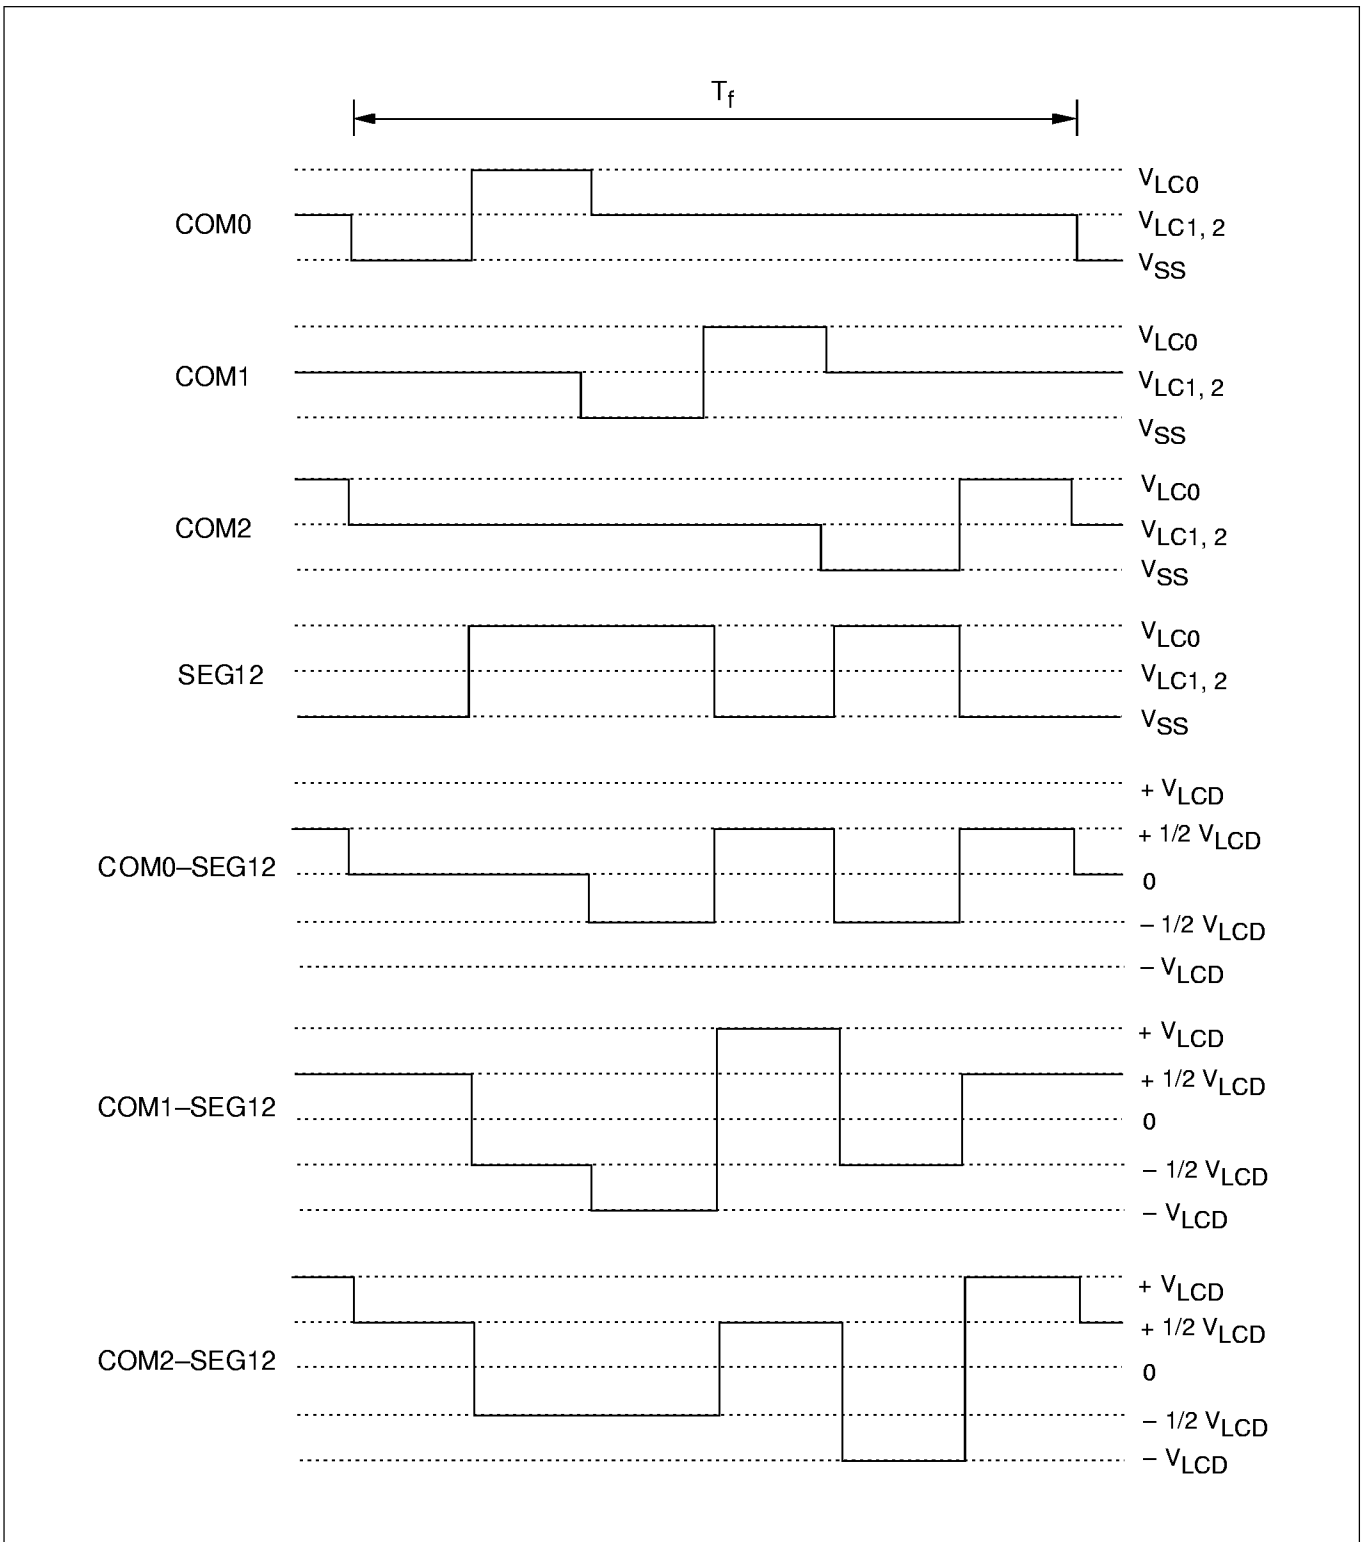 Tf
VLC0
COM0
VLC1, 2
VSS
VLC0
COM1
VLC1, 2
VSS
VLC0
COM2
VLC1, 2
VSS
VLC0
SEG12
VLC1, 2
VSS
+ VLCD
+ 1/2 VLCD
COM0–SEG12
0
– 1/2 VLCD
– VLCD
+ VLCD
+ 1/2 VLCD
COM1–SEG12
0
– 1/2 VLCD
– VLCD
+ VLCD
+ 1/2 VLCD
COM2–SEG12
0
– 1/2 VLCD
– VLCD